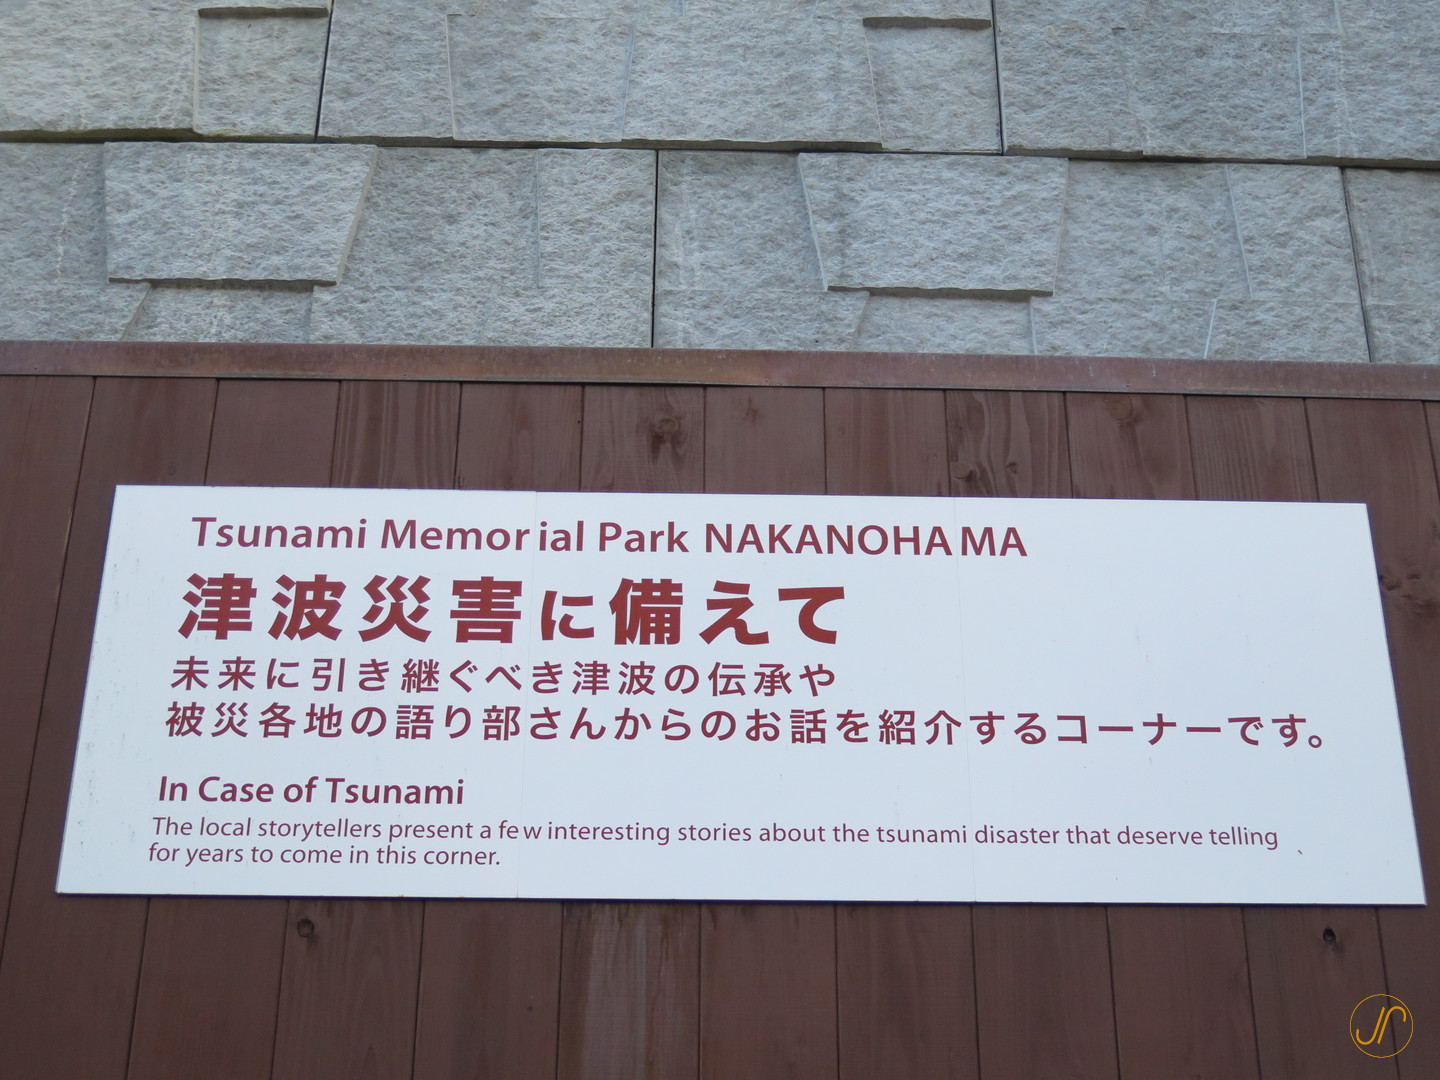 Tsunami Memorial Park NAKANOHAMA
津波災害に備えて
未来に引き継ぐべき津波の伝承や
被災各地の語り部さんからのお話を紹介するコーナーです。
In Case of Tsunami
The local storytellers present a few interesting stories about the tsunami disaster that deserve telling
for years to come in this corner.